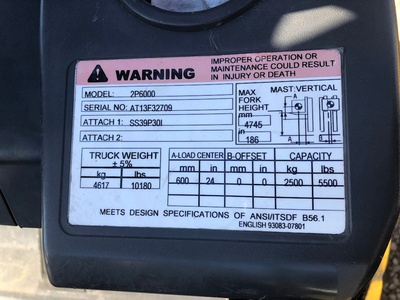 WARNING
IMPROPER OPERATION OR
MAINTENANCE COULD RESULT
IN INJURY OR DEATH
MODEL: 2P6000
SERIAL NO: AT13F32709
ATTACH 1: SS39P30I
ATTACH 2:
MAX
FORK
HEIGHT
mm
4745
in
186
MAST:VERTICAL
TRUCK WEIGHT
± 5%
kg lbs
4617 10180
A-LOAD CENTER B-OFFSET CAPACITY
mm in mm in kg lbs
600 24 0 0 2500 5500
MEETS DESIGN SPECIFICATIONS OF ANSI/ITSDF B56.1
ENGLISH 93083-07801